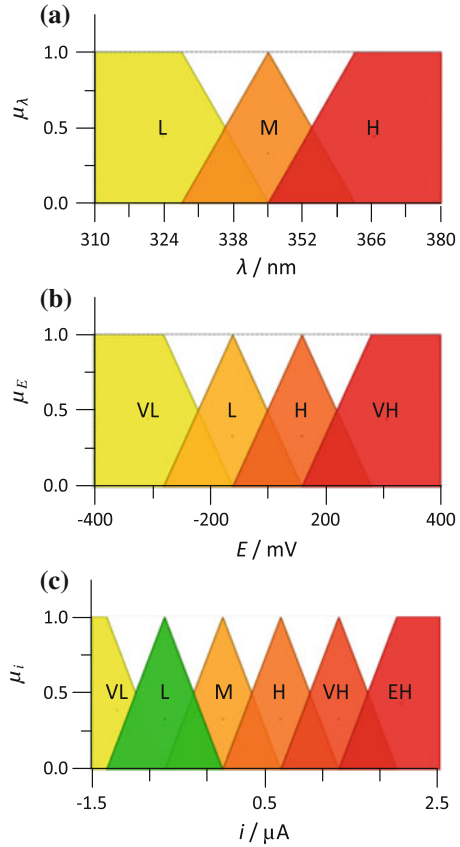 (a)
μλ
1.0
0.5
0.0
L M H
310 324 338 352 366 380
λ / nm
(b)
μE
1.0
0.5
0.0
VL L H VH
-400 -200 200 400
E / mV
(c)
μi
1.0
0.5
0.0
VL L M H VH EH
-1.5 0.5 2.5
i / μA